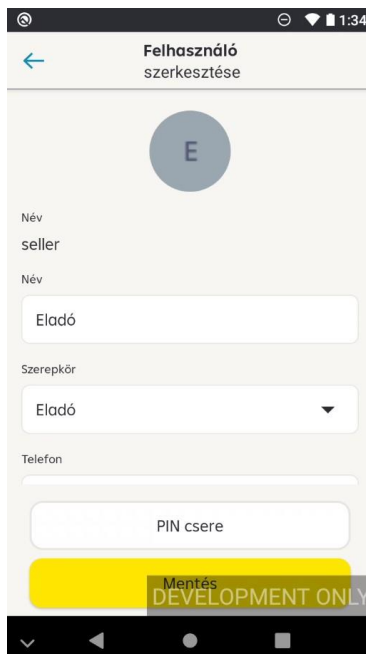 1:34
Felhasználó
szerkesztése
E
Név
seller
Név
Eladó
Szerepkör
Eladó
Telefon
PIN csere
Mentés
DEVELOPMENT ONLY